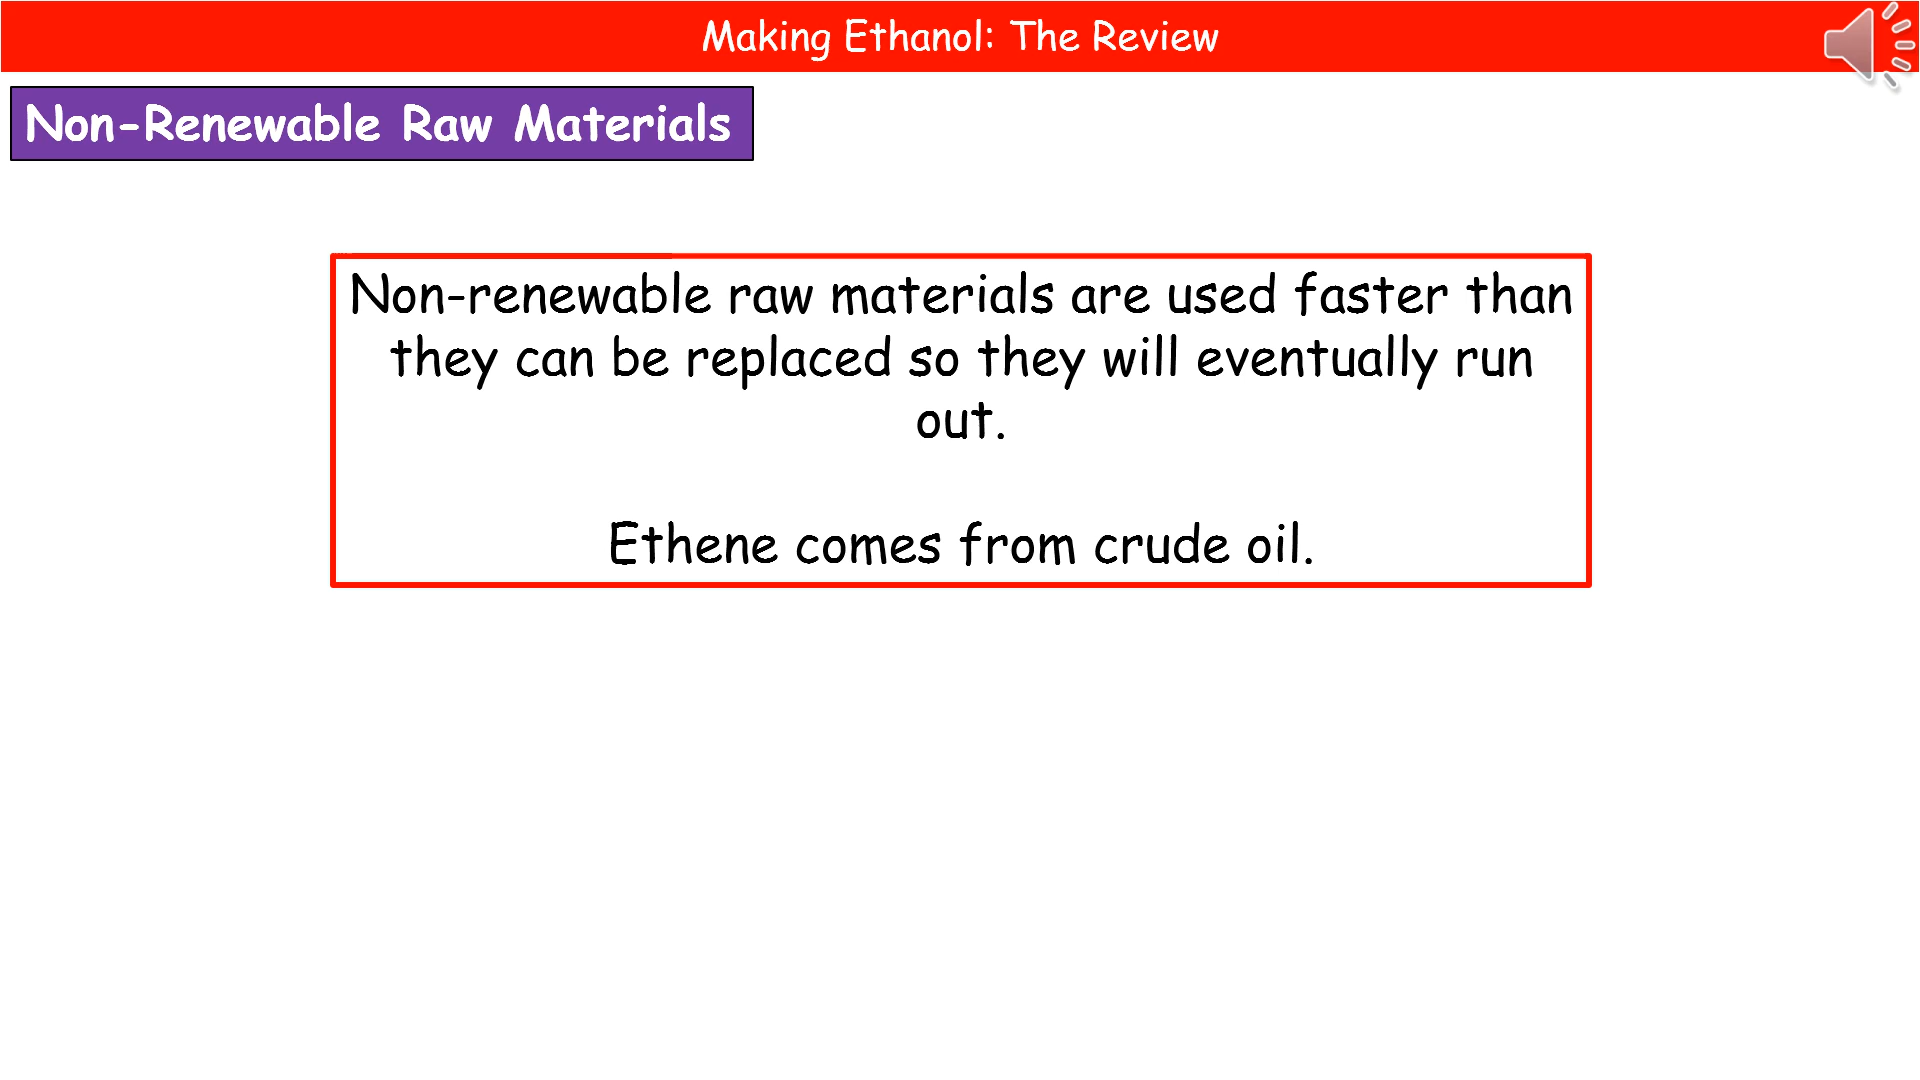 Making Ethanol: The Review
Non-Renewable Raw Materials
Non-renewable raw materials are used faster than
they can be replaced so they will eventually run
out.
Ethene comes from crude oil.